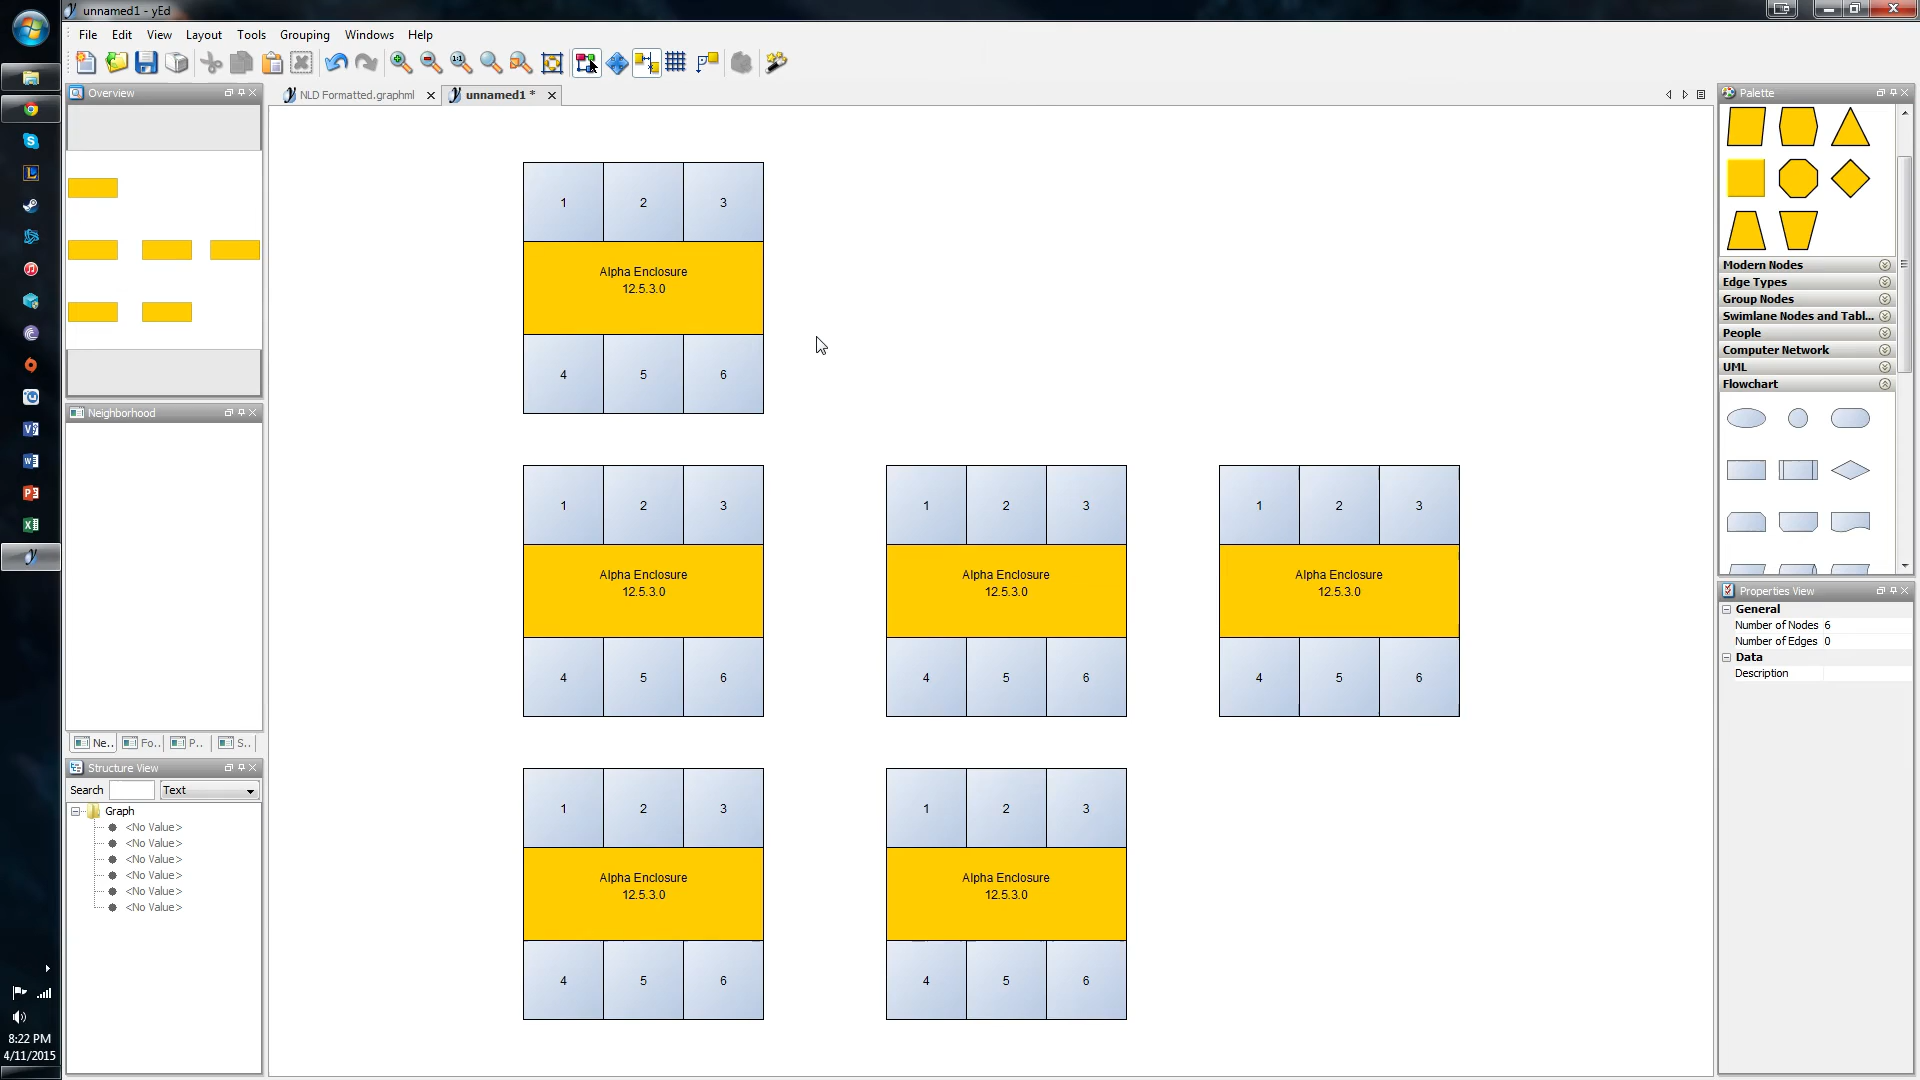 unnamed1 - yEd
File Edit View Layout Tools Grouping Windows Help
Overview
NLD Formatted.graphml
unnamed1 *
Palette
1 2 3
Alpha Enclosure
12.5.3.0
4 5 6
1 2 3
Alpha Enclosure
12.5.3.0
4 5 6
1 2 3
Alpha Enclosure
12.5.3.0
4 5 6
1 2 3
Alpha Enclosure
12.5.3.0
4 5 6
1 2 3
Alpha Enclosure
12.5.3.0
4 5 6
1 2 3
Alpha Enclosure
12.5.3.0
4 5 6
Neighborhood
Ne..
Fo..
P..
S..
Structure View
Search
Text
Graph
<No Value>
<No Value>
<No Value>
<No Value>
<No Value>
<No Value>
Modern Nodes
Edge Types
Group Nodes
Swimlane Nodes and Tabl...
People
Computer Network
UML
Flowchart
Properties View
General
Number of Nodes 6
Number of Edges 0
Data
Description
8:22 PM
4/11/2015